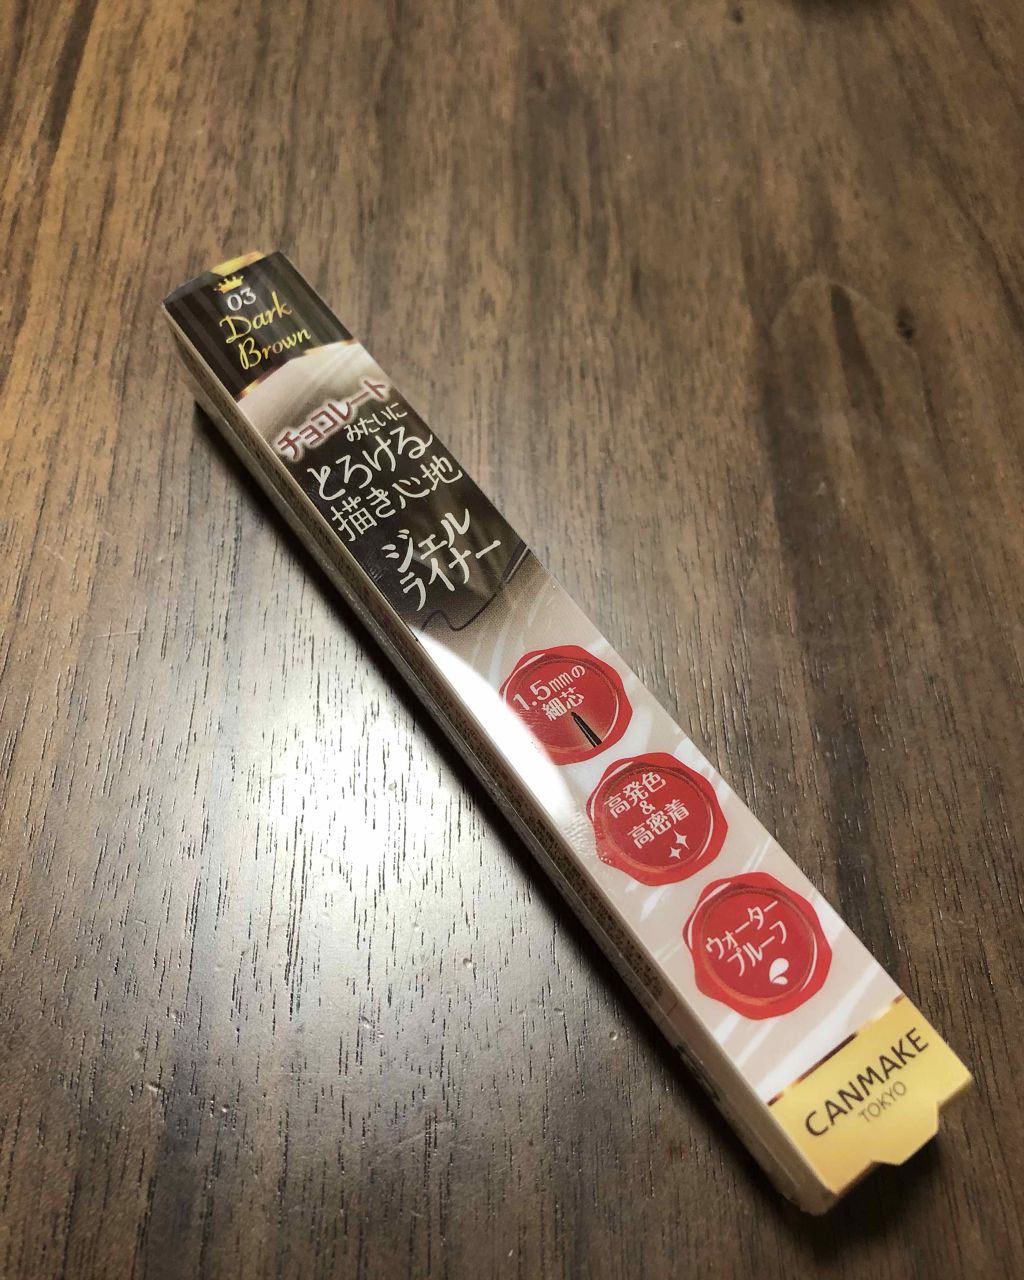 03
Dark
Brown
チョコレート
みたいに
とろける
描き心地
ジェル
ライナー
1.5mmの
細芯
高発色
&
高密着
ウォーター
プルーフ
CANMAKE
TOKYO